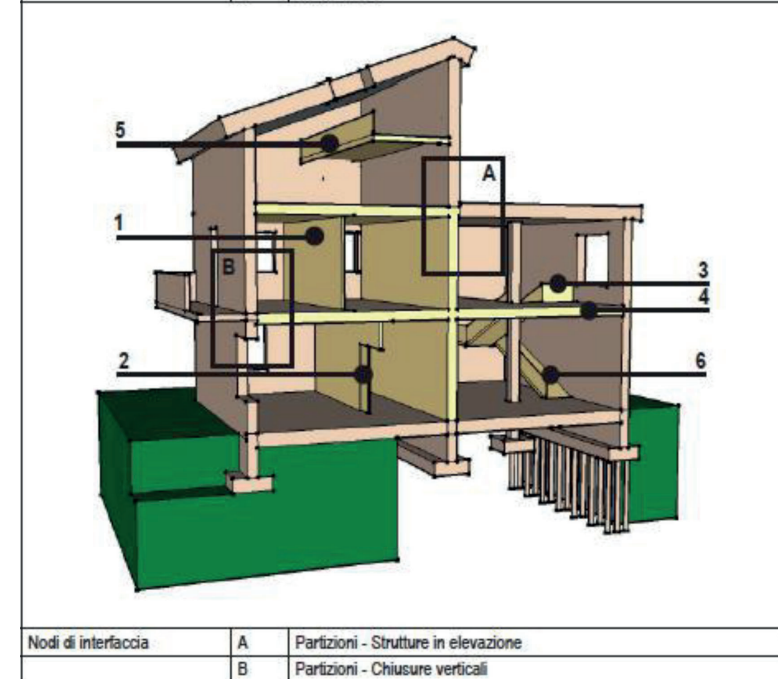 5
A
1
B
3
4
2
6
Nodi di interfaccia A Partizioni - Strutture in elevazione
B Partizioni - Chiusure verticali